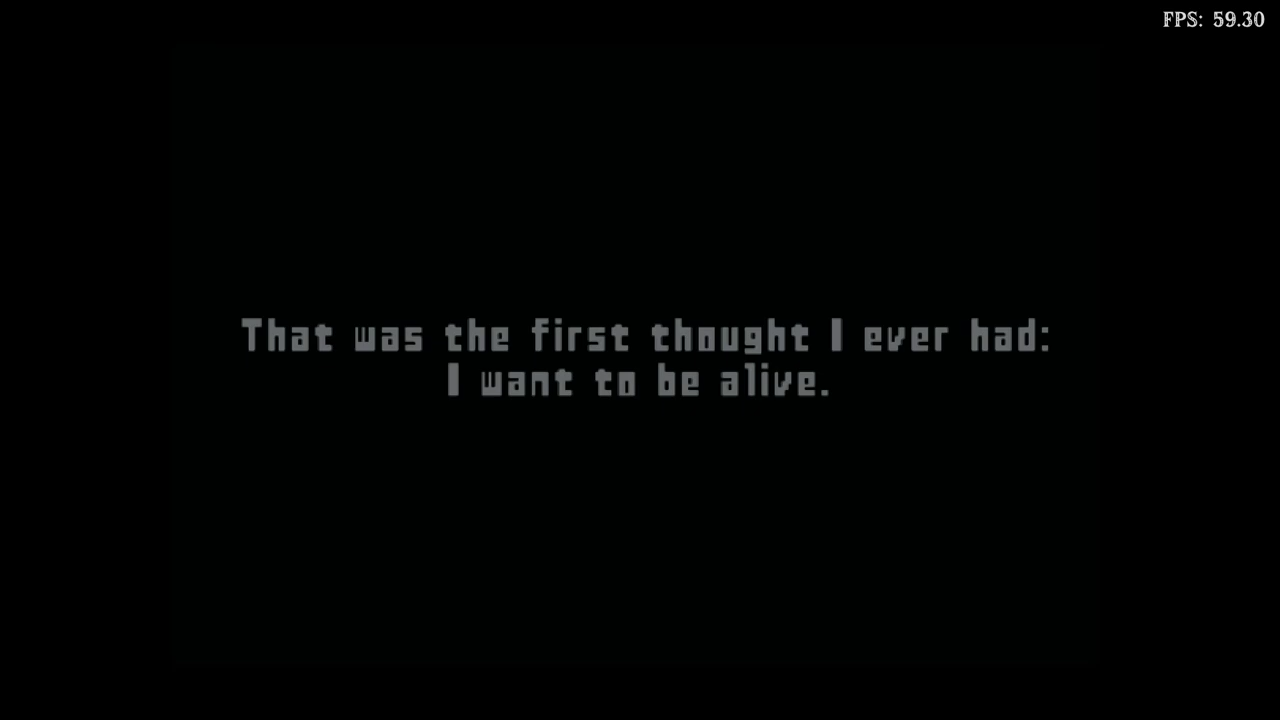 FPS: 59.30
That was the first thought I ever had:
I want to be alive.